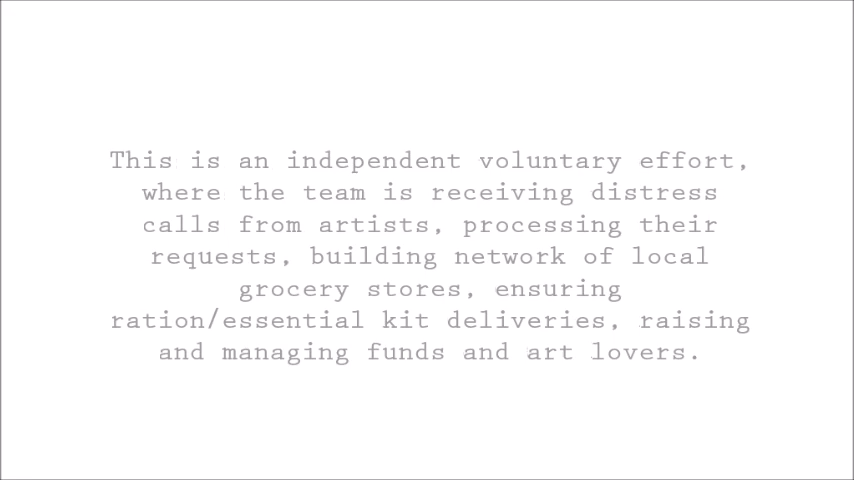 This is an independent voluntary effort,
where the team is receiving distress
calls from artists, processing their
requests, building network of local
grocery stores, ensuring
ration/essential kit deliveries, raising
and managing funds and art lovers.